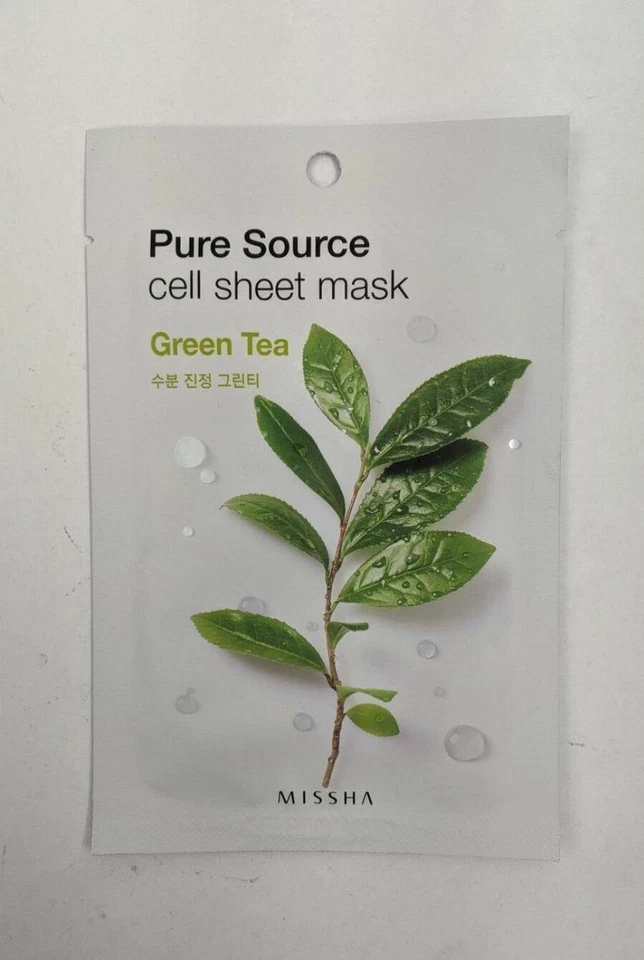 Pure Source
cell sheet mask
Green Tea
수분 진정 그린티
MISSHA